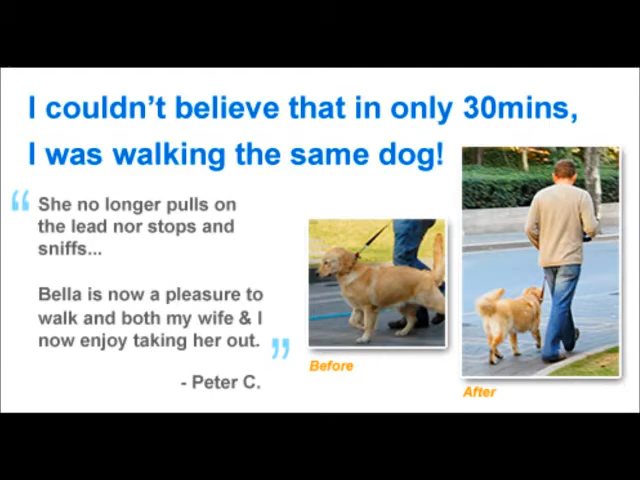 I couldn't believe that in only 30mins,
I was walking the same dog!
“ She no longer pulls on
the lead nor stops and
sniffs...
Bella is now a pleasure to
walk and both my wife & I
now enjoy taking her out. ”
- Peter C.
Before
After